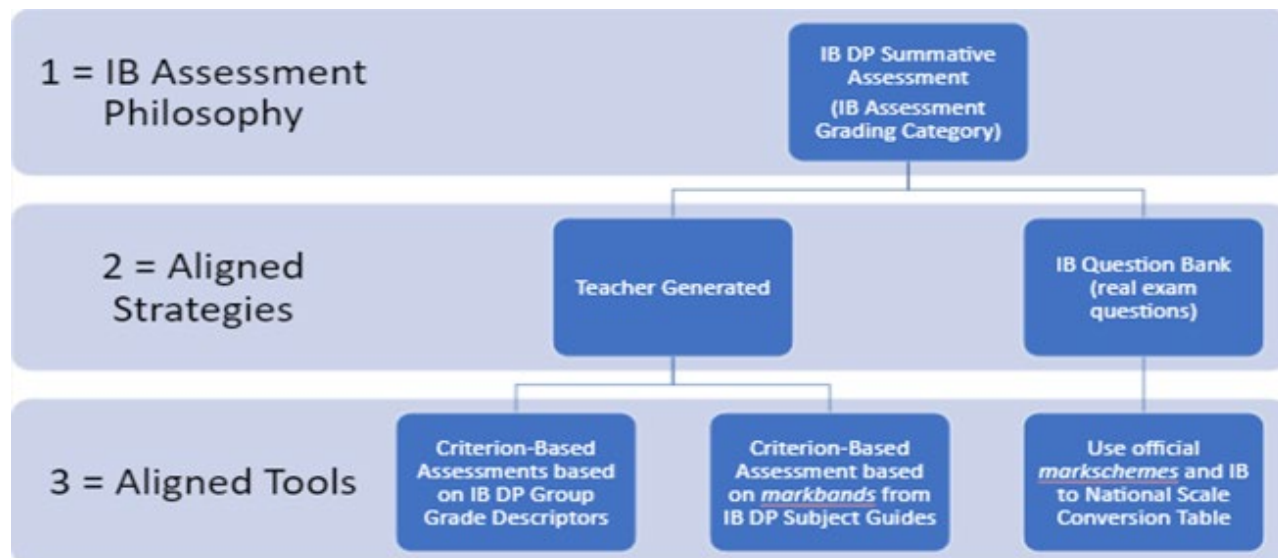 1 = IB Assessment
Philosophy
IB DP Summative
Assessment
(IB Assessment
Grading Category)
2 = Aligned
Strategies
Teacher Generated
IB Question Bank
(real exam
questions)
3 = Aligned Tools
Criterion-Based
Assessments based
on IB DP Group
Grade Descriptors
Criterion-Based
Assessment based
on markbands from
IB DP Subject Guides
Use official
markschemes and IB
to National Scale
Conversion Table